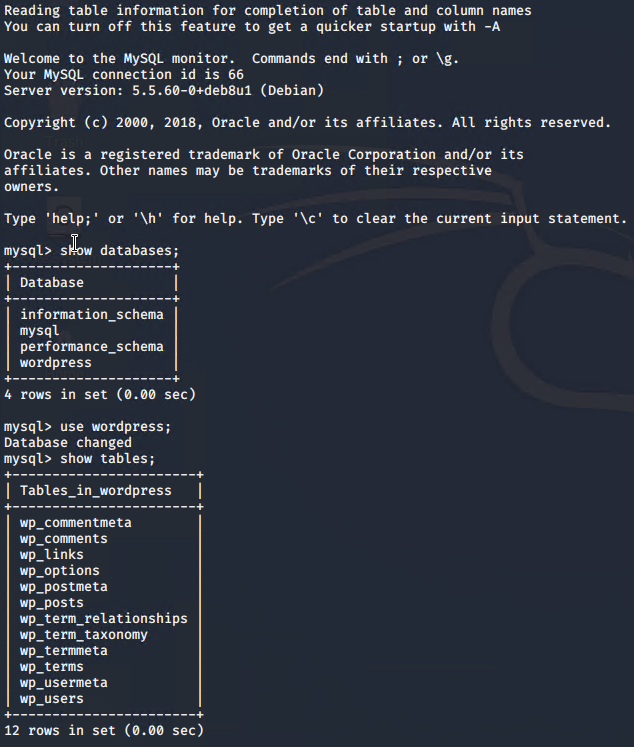 Reading table information for completion of table and column names
You can turn off this feature to get a quicker startup with -A
Welcome to the MySQL monitor.  Commands end with ; or \g.
Your MySQL connection id is 66
Server version: 5.5.60-0+deb8u1 (Debian)
Copyright (c) 2000, 2018, Oracle and/or its affiliates. All rights reserved.
Oracle is a registered trademark of Oracle Corporation and/or its
affiliates. Other names may be trademarks of their respective
owners.
Type 'help;' or '\h' for help. Type '\c' to clear the current input statement.
mysql> show databases;
+--------------------+
| Database           |
+--------------------+
| information_schema |
| mysql              |
| performance_schema |
| wordpress          |
+--------------------+
4 rows in set (0.00 sec)
mysql> use wordpress;
Database changed
mysql> show tables;
+-----------------------+
| Tables_in_wordpress   |
+-----------------------+
| wp_commentmeta        |
| wp_comments           |
| wp_links              |
| wp_options            |
| wp_postmeta           |
| wp_posts              |
| wp_term_relationships |
| wp_term_taxonomy      |
| wp_termmeta           |
| wp_terms              |
| wp_usermeta           |
| wp_users              |
+-----------------------+
12 rows in set (0.00 sec)